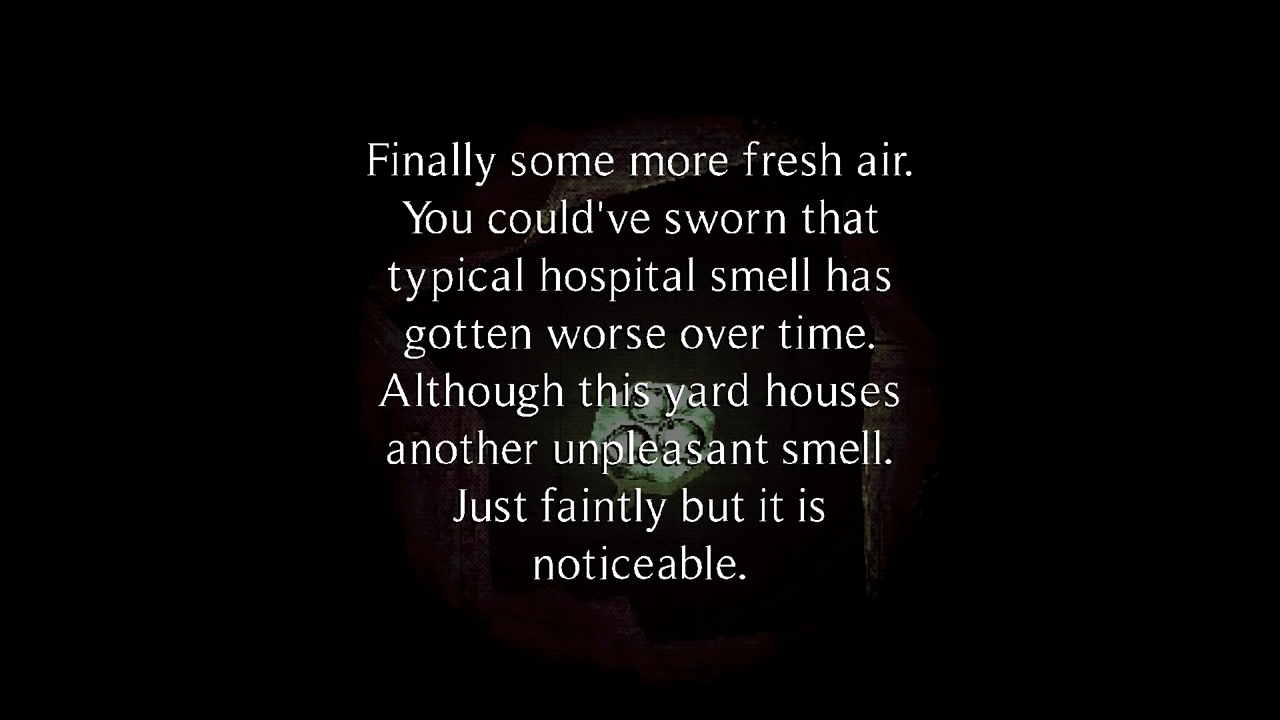 Finally some more fresh air.
You could've sworn that
typical hospital smell has
gotten worse over time.
Although this yard houses
another unpleasant smell.
Just faintly but it is
noticeable.